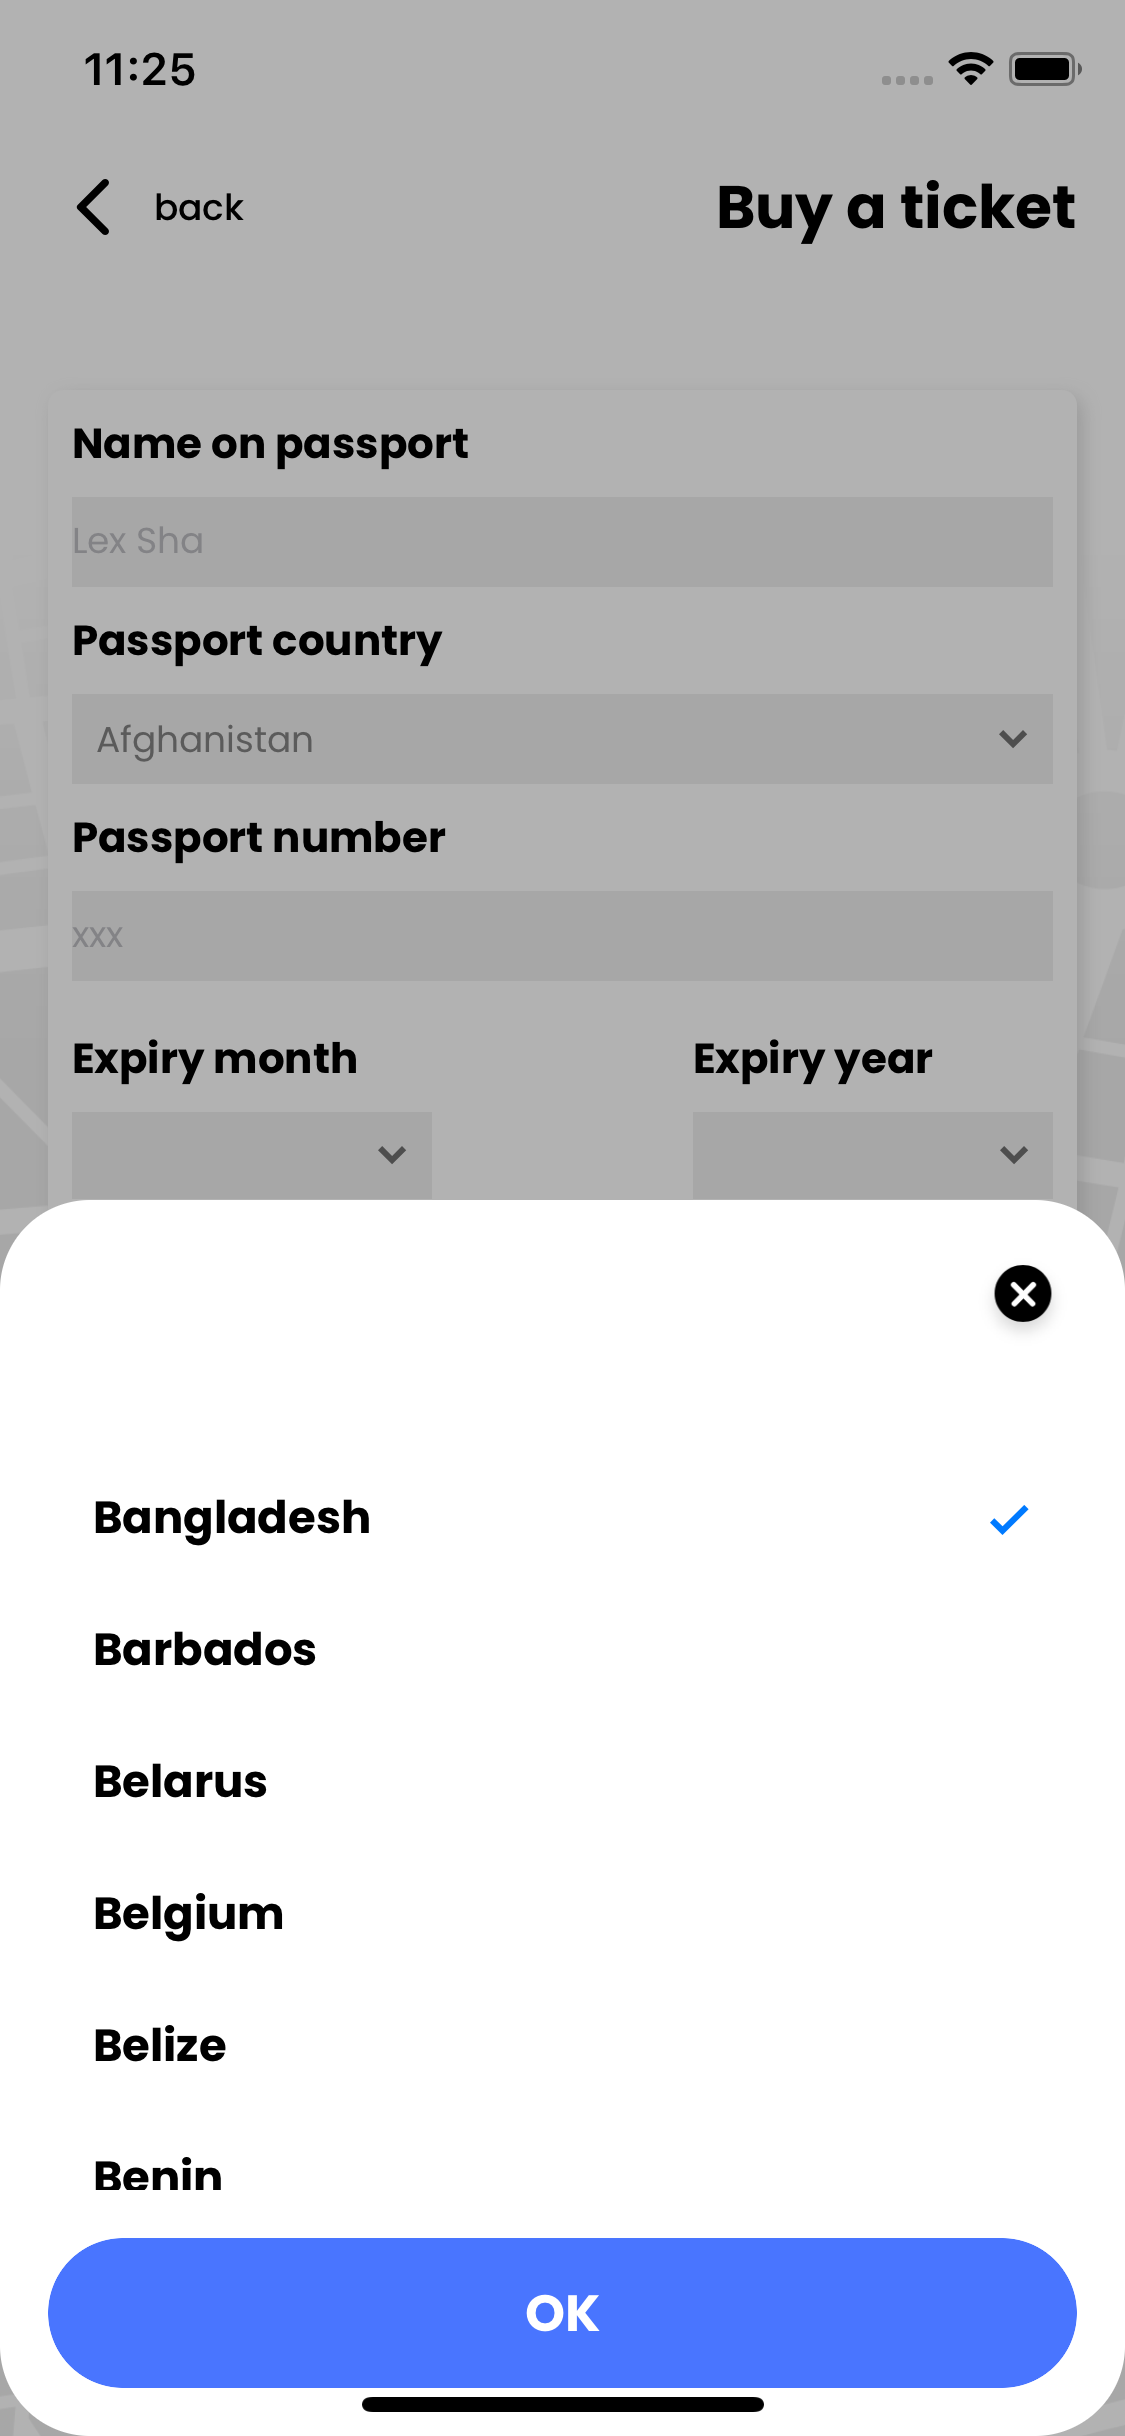 11:25
back
Buy a ticket
Name on passport
Lex Sha
Passport country
Afghanistan
Passport number
xxx
Expiry month
Expiry year
Bangladesh
Barbados
Belarus
Belgium
Belize
Benin
OK